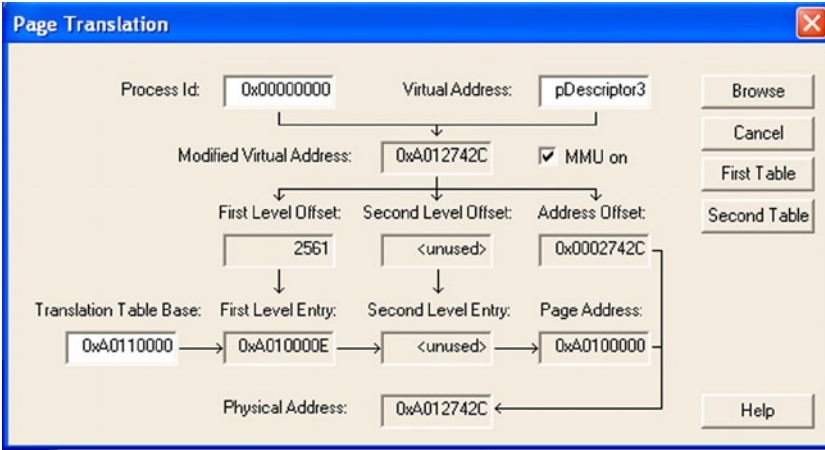 Page Translation
Process Id: 0x00000000 Virtual Address: pDescriptor3 Browse
Cancel
Modified Virtual Address: 0xA012742C MMU on
First Table
First Level Offset: Second Level Offset: Address Offset: Second Table
2561 <unused> 0x0002742C
Translation Table Base: First Level Entry: Second Level Entry: Page Address:
0xA0110000 0xA010000E <unused> 0xA0100000
Physical Address: 0xA012742C Help